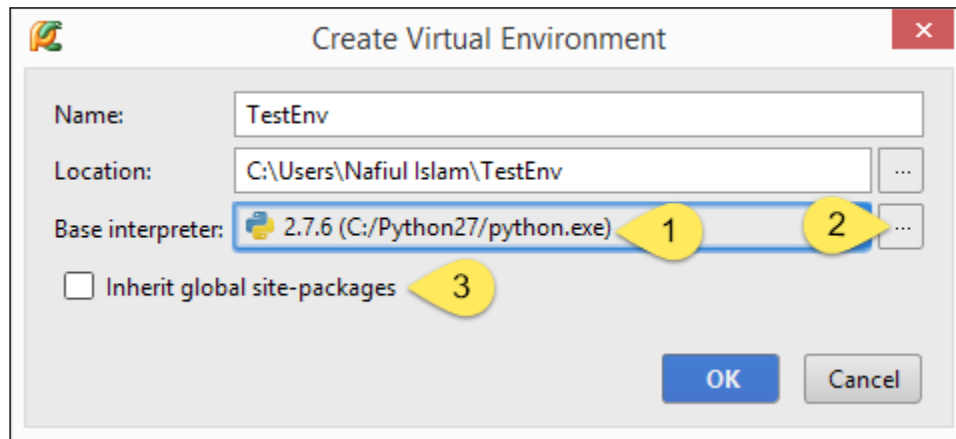 Create Virtual Environment
Name: TestEnv
Location: C:\Users\Nafiul Islam\TestEnv ...
Base interpreter: 2.7.6 (C:/Python27/python.exe) 1 2 ...
Inherit global site-packages 3
OK Cancel